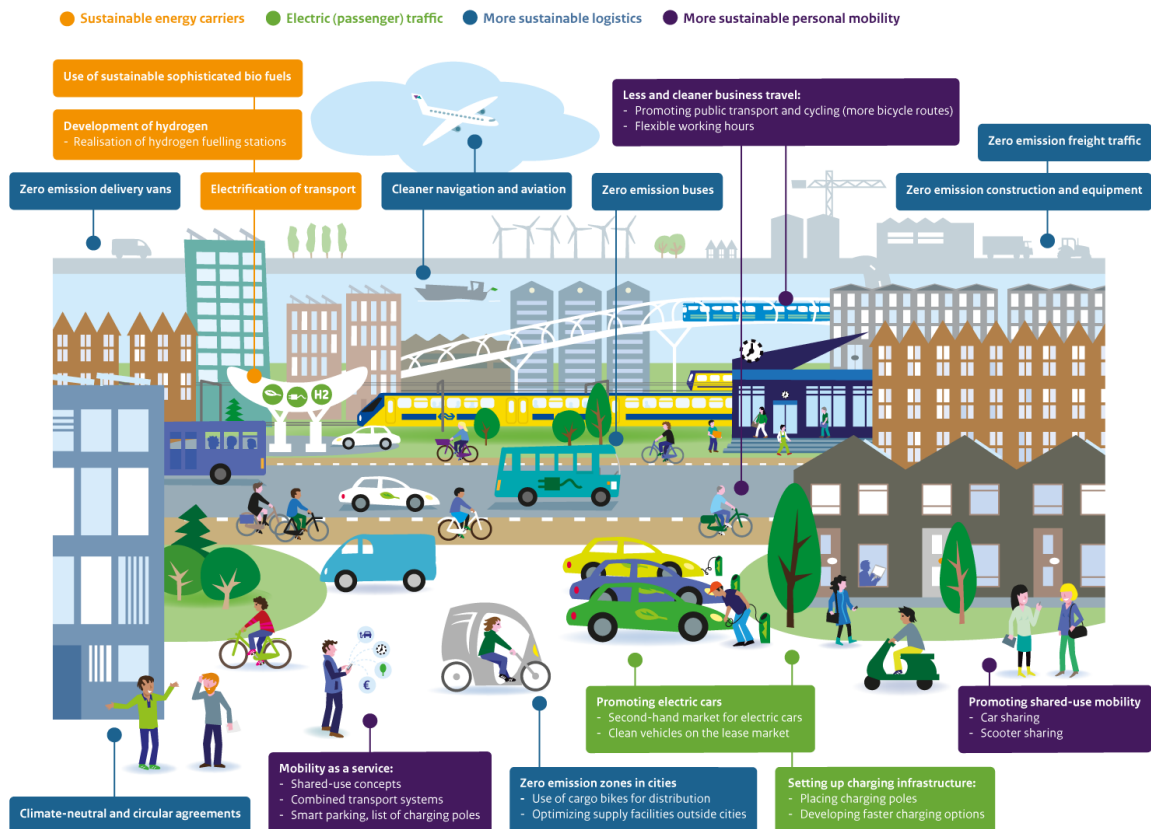 Sustainable energy carriers
Electric (passenger) traffic
More sustainable logistics
More sustainable personal mobility
Use of sustainable sophisticated bio fuels
Development of hydrogen
- Realisation of hydrogen fuelling stations
Less and cleaner business travel:
- Promoting public transport and cycling (more bicycle routes)
- Flexible working hours
Zero emission freight traffic
Zero emission delivery vans
Electrification of transport
Cleaner navigation and aviation
Zero emission buses
Zero emission construction and equipment
H2
€
Promoting electric cars
- Second-hand market for electric cars
- Clean vehicles on the lease market
Promoting shared-use mobility
- Car sharing
- Scooter sharing
Mobility as a service:
- Shared-use concepts
- Combined transport systems
- Smart parking, list of charging poles
Zero emission zones in cities
- Use of cargo bikes for distribution
- Optimizing supply facilities outside cities
Setting up charging infrastructure:
- Placing charging poles
- Developing faster charging options
Climate-neutral and circular agreements